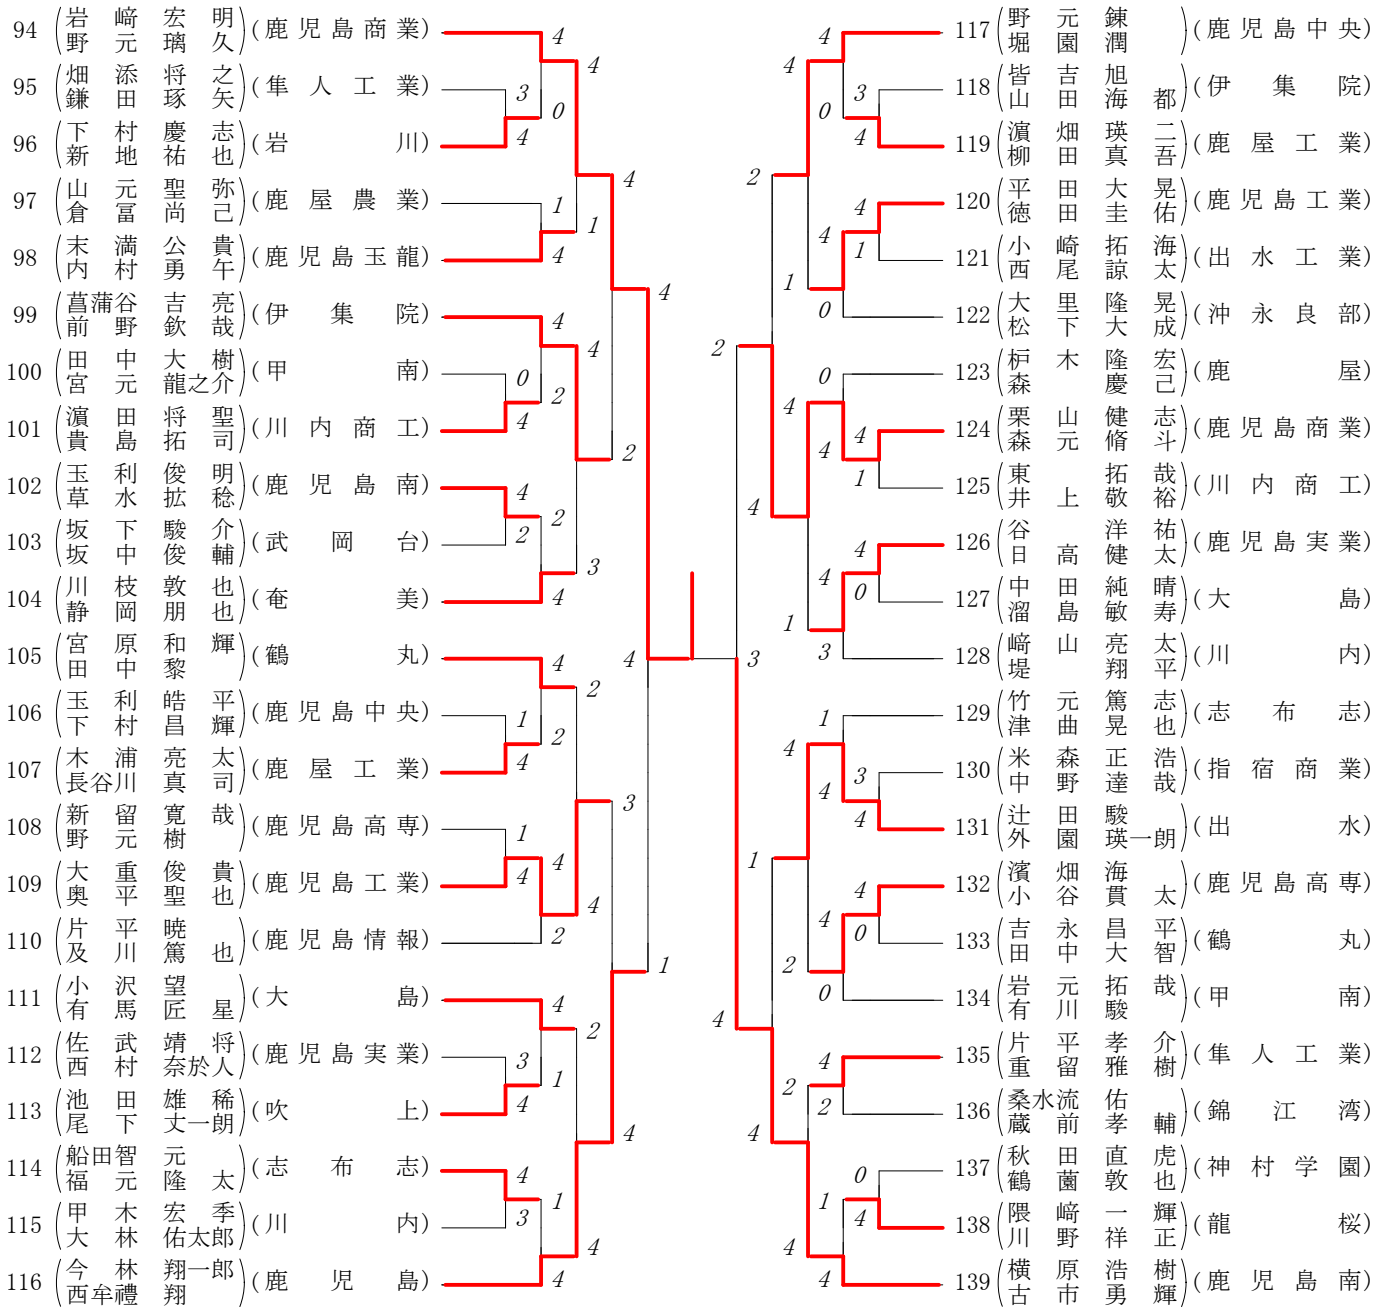 94 岩﨑宏明 野元璃久 (鹿児島商業)
95 畑添将之 鎌田琢矢 (隼人工業)
96 下村慶志 新地祐也 (岩川)
97 山元聖弥 倉冨尚己 (鹿屋農業)
98 末満公貴 内村勇午 (鹿児島玉龍)
99 菖蒲谷吉亮 前野欽哉 (伊集院)
100 田中大樹 宮元龍之介 (甲南)
101 濵田将聖 貴島拓司 (川内商工)
102 玉利俊明 草水拡稔 (鹿児島南)
103 坂下駿介 坂中俊輔 (武岡台)
104 川枝敦也 静岡朋也 (奄美)
105 宮原和輝 田中黎 (鶴丸)
106 玉利皓平 下村昌輝 (鹿児島中央)
107 木浦亮太 長谷川真司 (鹿屋工業)
108 新留寛哉 野元樹 (鹿児島高専)
109 大重俊貴 奥平聖也 (鹿児島工業)
110 片平暁 及川篤也 (鹿児島情報)
111 小沢望 有馬匠星 (大島)
112 佐武靖将 西村奈於人 (鹿児島実業)
113 池田雄稀 尾下丈一朗 (吹上)
114 船田智元 福元隆太 (志布志)
115 甲木宏季 大林佑太郎 (川内)
116 今林翔一郎 西牟禮翔 (鹿児島)
4
3
4
0
4
1
4
1
4
4
0
4
2
4
4
2
2
4
3
2
4
1
4
2
2
1
4
4
2
4
3
4
3
4
1
2
4
3
1
4
4
4
1
4
3
2
4
3
4
4
4
1
0
4
1
2
0
4
1
4
4
0
4
3
1
4
2
1
3
4
4
4
0
4
0
2
1
4
2
2
0
4
1
4
4
4
4
117 野元錬 堀園潤 (鹿児島中央)
118 皆吉旭 山田海都 (伊集院)
119 濵畑瑛二 柳田真吾 (鹿屋工業)
120 平田大晃 徳田圭佑 (鹿児島工業)
121 小崎拓海 西尾諒太 (出水工業)
122 大里隆晃 松下大成 (沖永良部)
123 枦木隆宏 森慶己 (鹿屋)
124 栗山健志 森元脩斗 (鹿児島商業)
125 東拓哉 井上敬裕 (川内商工)
126 谷洋祐 日高健太 (鹿児島実業)
127 中田純晴 溜島敏寿 (大島)
128 﨑山亮太 堤翔平 (川内)
129 竹元篤志 津曲晃也 (志布志)
130 米森正浩 中野達哉 (指宿商業)
131 辻田駿 外園瑛一朗 (出水)
132 濱畑海 小谷貫太 (鹿児島高専)
133 吉永昌平 田中大智 (鶴丸)
134 岩元拓哉 有川駿 (甲南)
135 片平孝介 重留雅樹 (隼人工業)
136 桑水流佑 蔵前孝輔 (錦江湾)
137 秋田直虎 鶴薗敦也 (神村学園)
138 隈﨑一輝 川野祥正 (龍桜)
139 横原浩樹 古市勇輝 (鹿児島南)